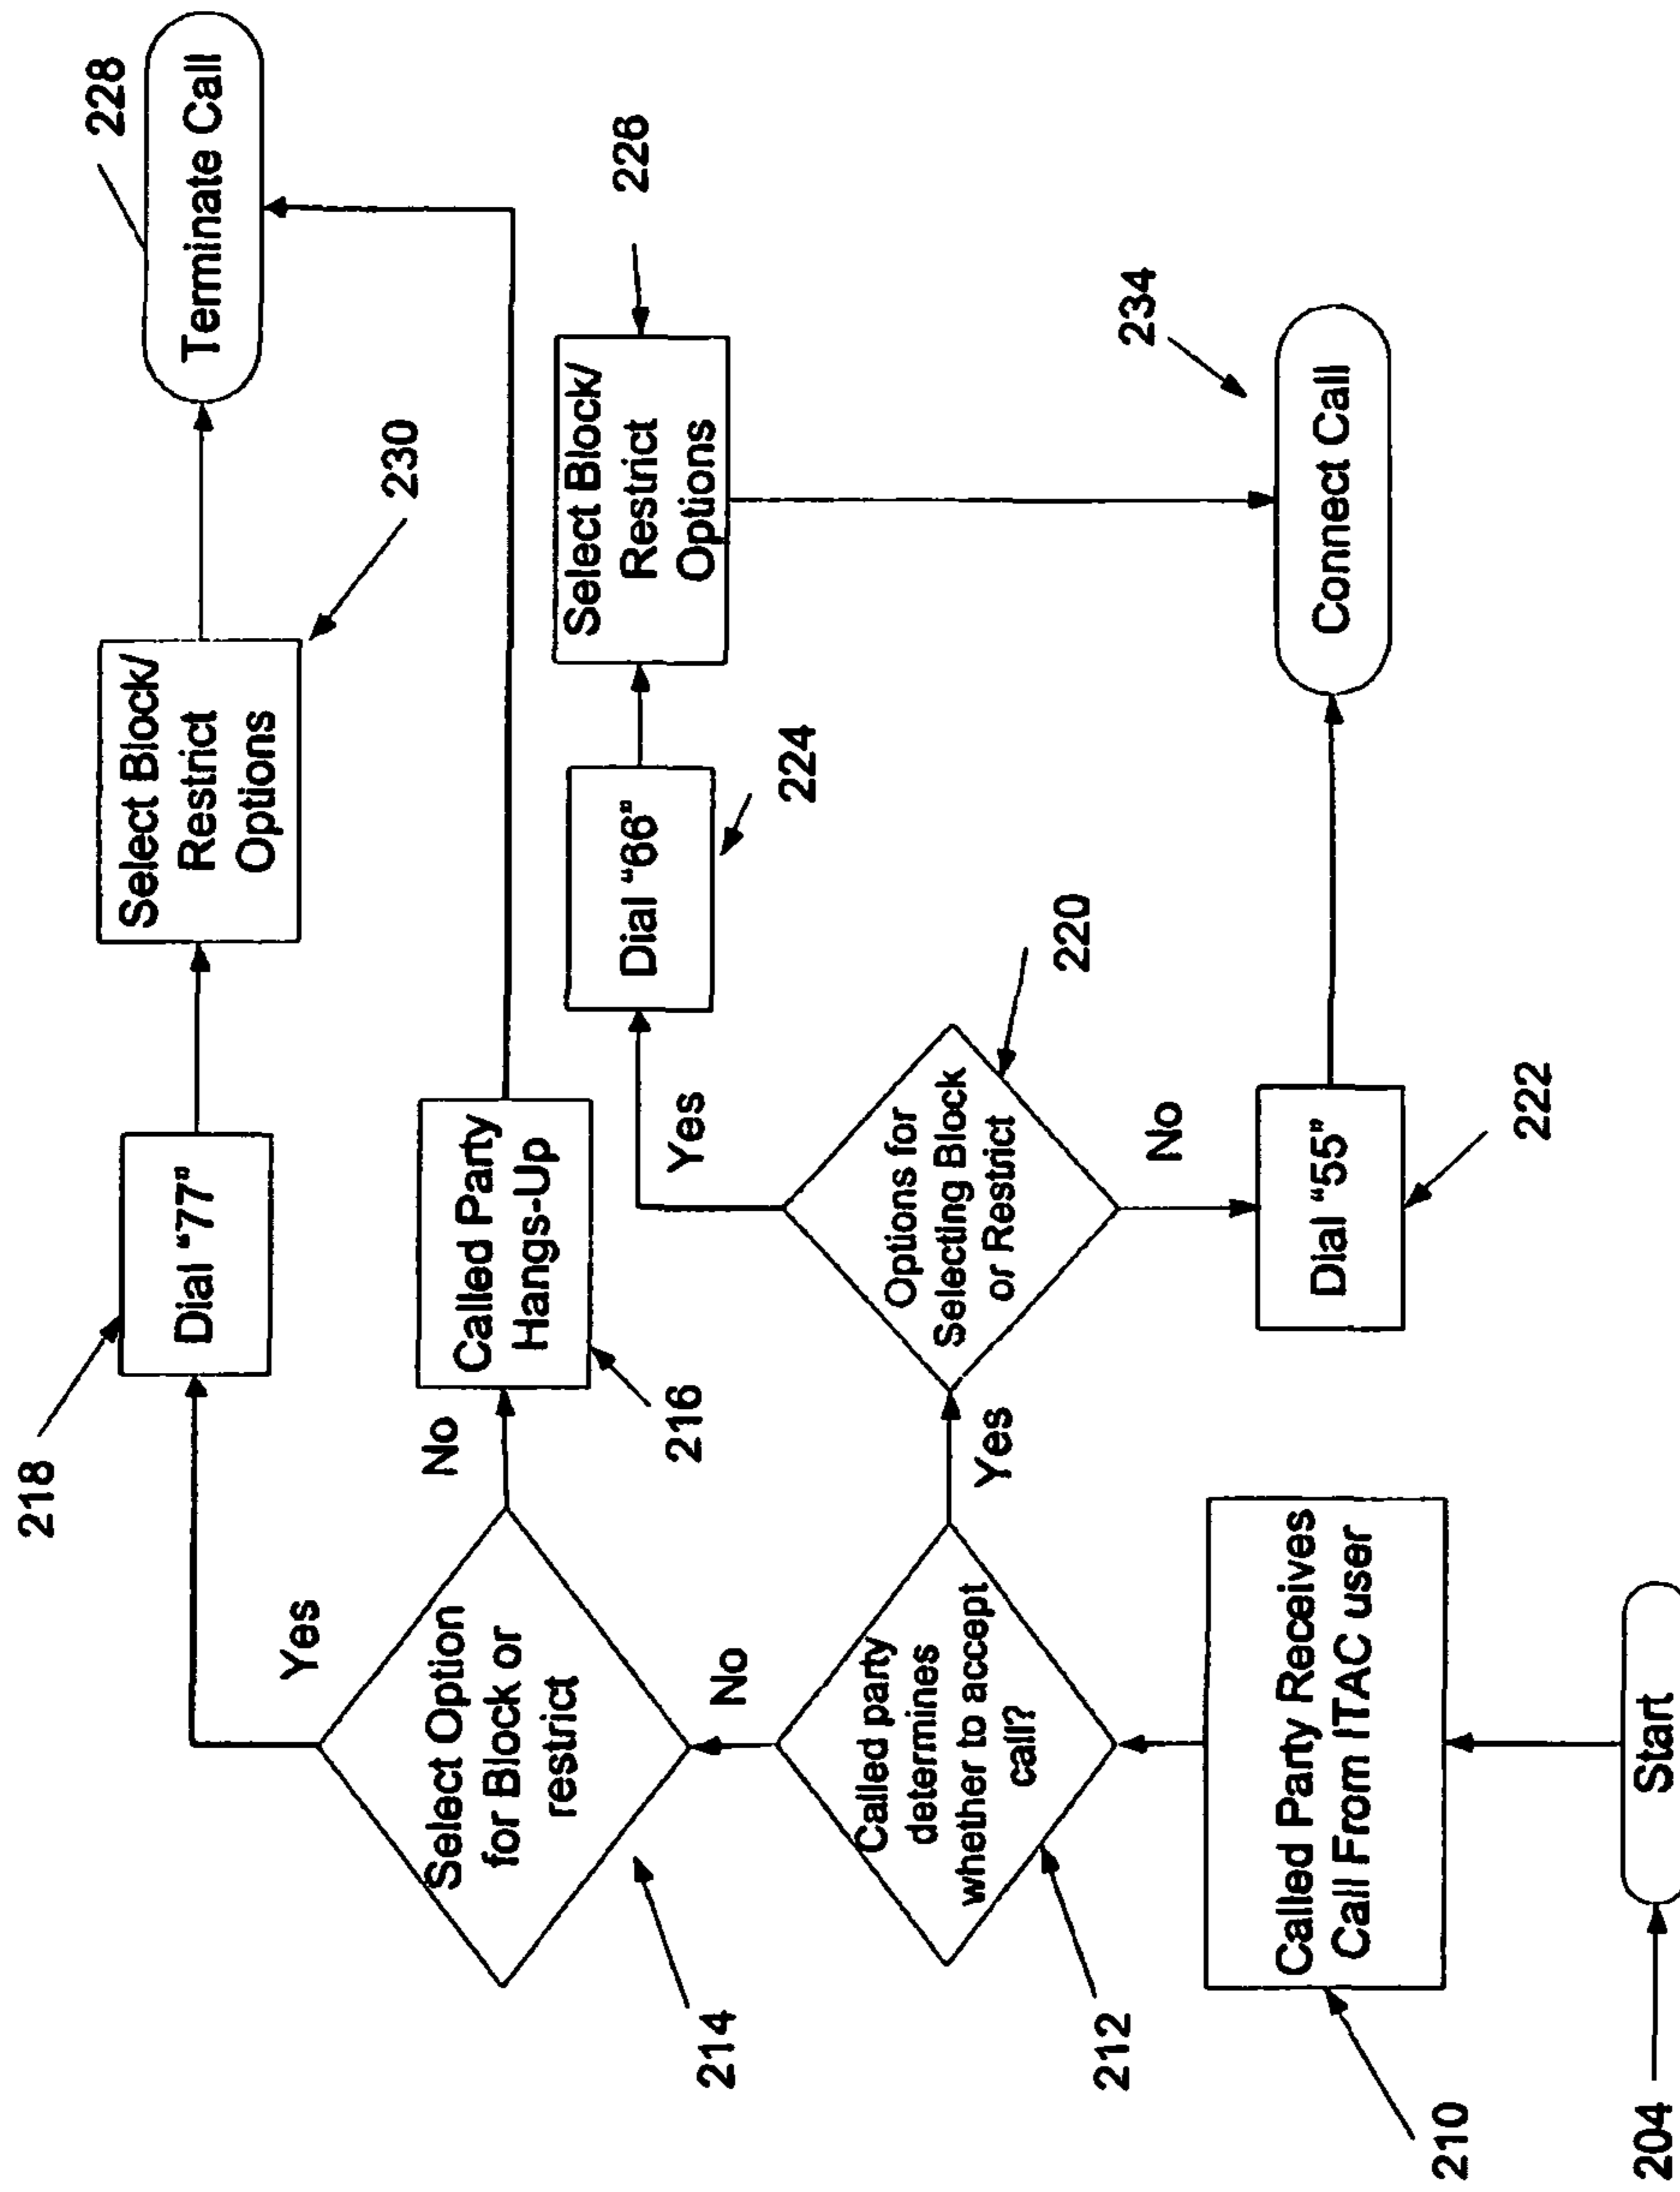 218
Dial "77"
Yes
Select Block/
Restrict
Options
230
228
Terminate Call
Select Option
for Block or
restrict
214
No
Called Party
Hangs-Up
216
No
Called party
determines
whether to accept
call?
212
Yes
Options for
Selecting Block
or Restrict
220
Yes
Dial "66"
224
Select Block/
Restrict
Options
226
No
Dial "55"
222
Connect Call
234
Called Party Receives
Call From ITAC user
210
Start
204